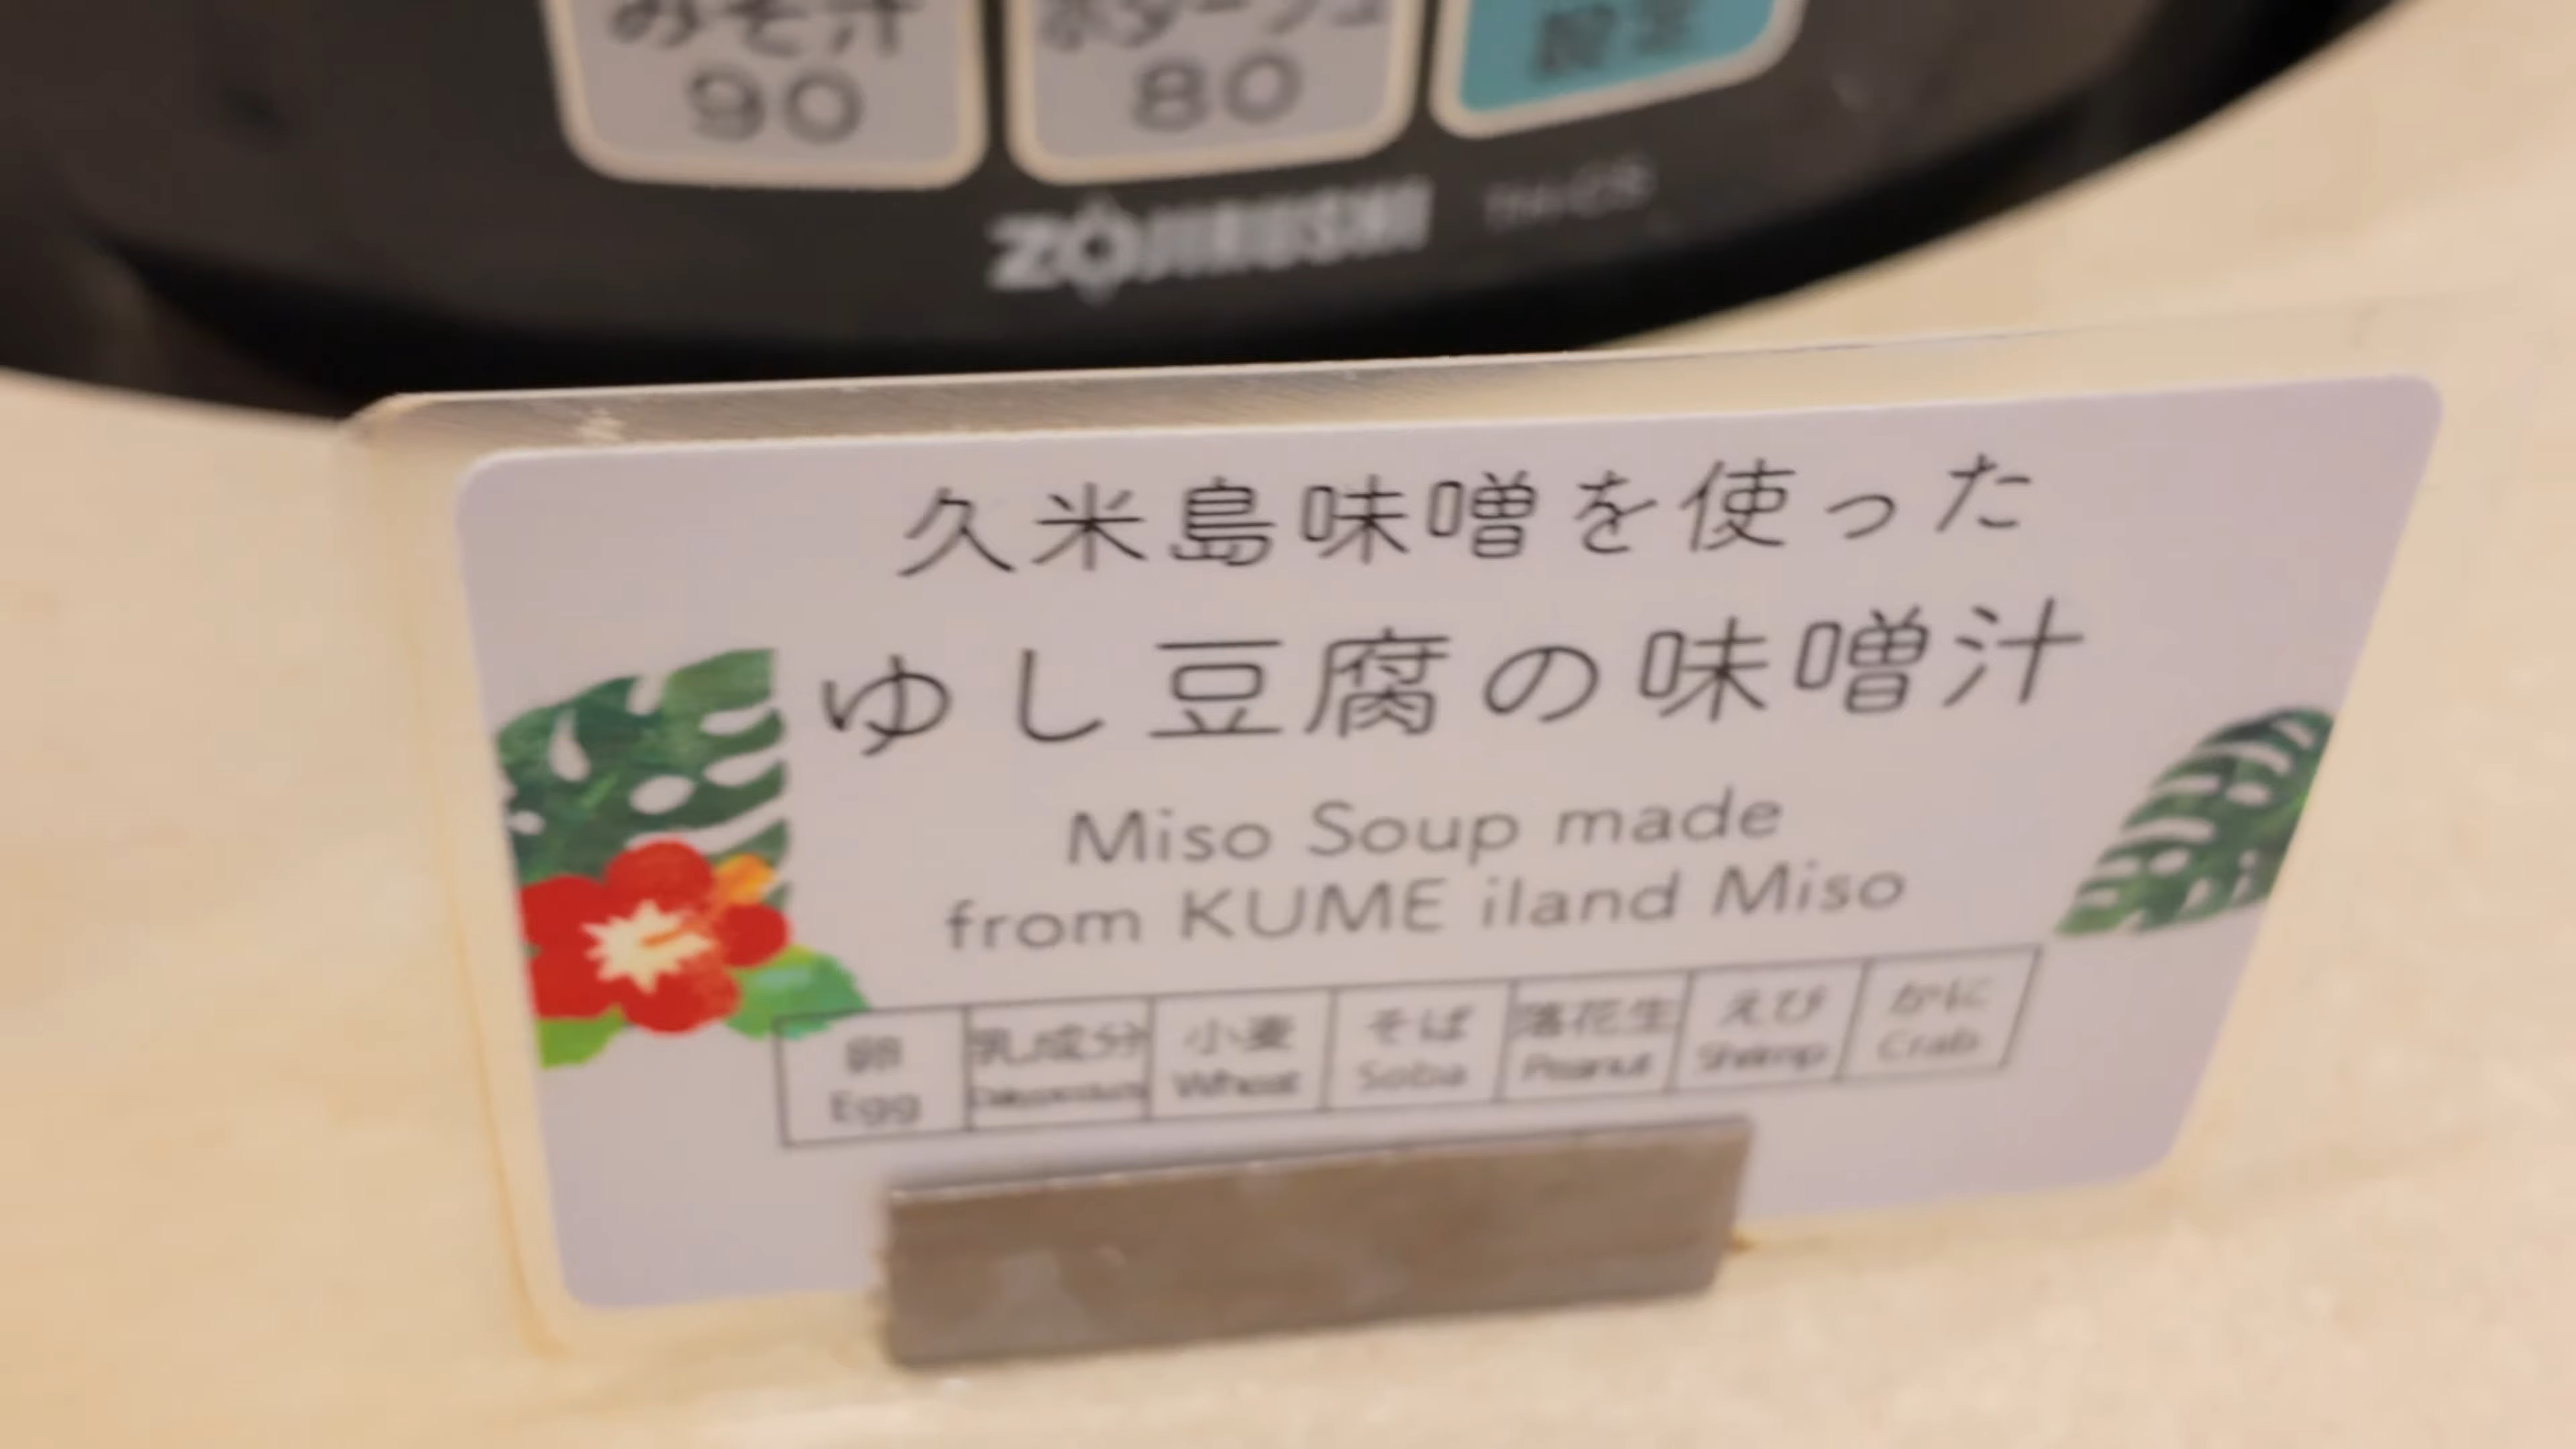 みそ汁 ポタージュ
90 80
ZOJIRUSHI
久米島味噌を使った
ゆし豆腐の味噌汁
Miso Soup made
from KUME iland Miso
卵 乳成分 小麦 そば 落花生 えび かに
Egg Wheat Soba Peanut Shrimp Crab